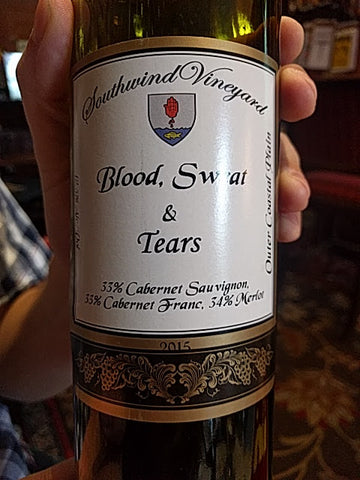 Southwind Vineyard
Blood, Sweat
&
Tears
Outer Coastal Plain
33% Cabernet Sauvignon,
33% Cabernet Franc, 34% Merlot
2015